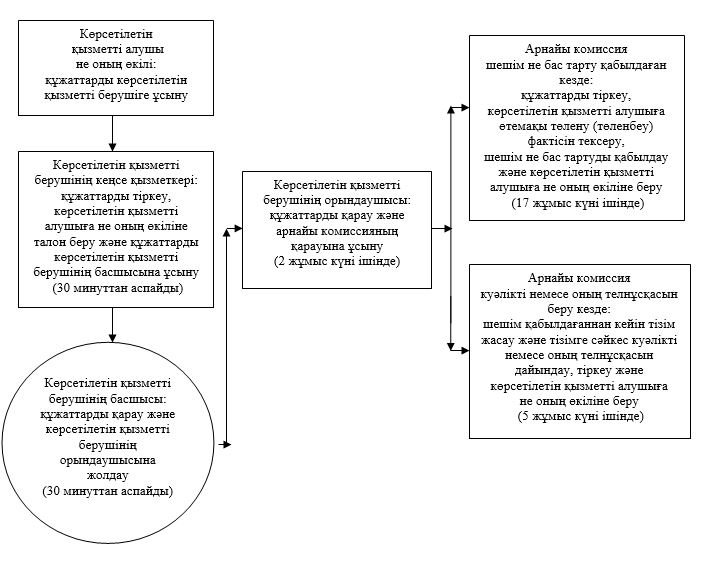 Көрсетілетін
қызметті алушы
не оның өкілі:
құжаттарды көрсетілетін
қызметті берушіге ұсыну
Көрсетілетін қызметті
берушінің кеңсе қызметкері:
құжаттарды тіркеу,
көрсетілетін қызметті
алушыға не оның өкіліне
талон беру және құжаттарды
көрсетілетін қызметті
берушінің басшысына ұсыну
(30 минуттан аспайды)
Көрсетілетін қызметті
берушінің басшысы:
құжаттарды қарау және
көрсетілетін қызметті
берушінің
орындаушысына
жолдау
(30 минуттан аспайды)
Көрсетілетін қызметті
берушінің орындаушысы:
құжаттарды қарау және
арнайы комиссияның
қарауына ұсыну
(2 жұмыс күні ішінде)
Арнайы комиссия
шешім не бас тарту қабылдаған
кезде:
құжаттарды тіркеу,
көрсетілетін қызметті алушыға
өтемақы төлену (төленбеу)
фактісін тексеру,
шешім не бас тартуды қабылдау
және көрсетілетін қызметті
алушыға не оның өкіліне беру
(17 жұмыс күні ішінде)
Арнайы комиссия
куәлікті немесе оның телнұсқасын
беру кезде:
шешім қабылдағаннан кейін тізім
жасау және тізімге сәйкес куәлікті
немесе оның телнұсқасын
дайындау, тіркеу және
көрсетілетін қызметті алушыға
не оның өкіліне беру
(5 жұмыс күні ішінде)